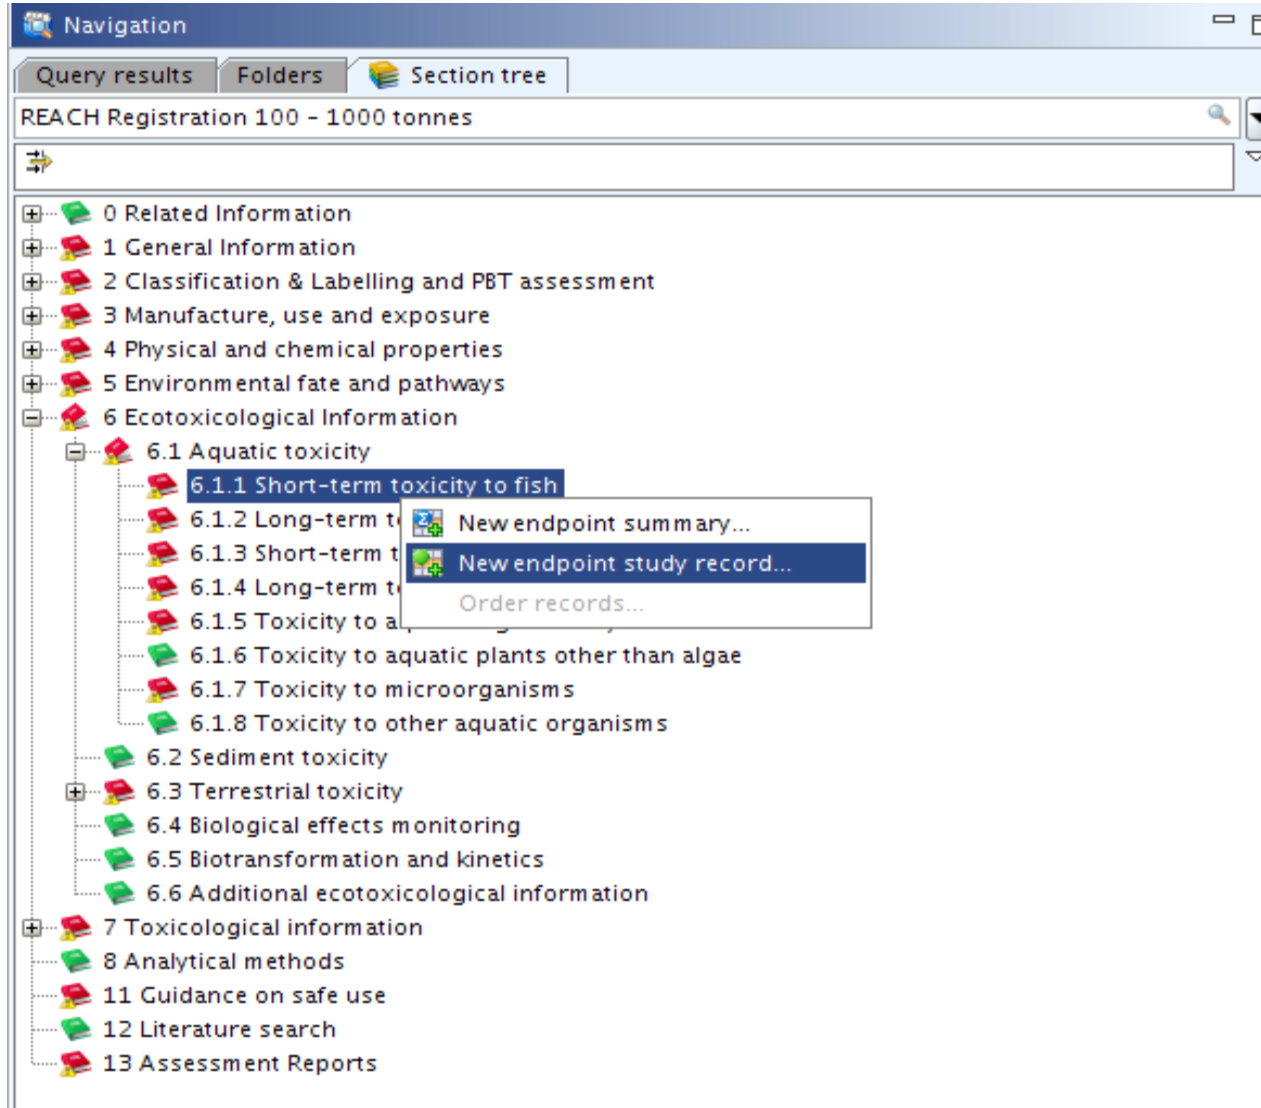 Navigation
Query results Folders Section tree
REACH Registration 100 - 1000 tonnes
0 Related Information
1 General Information
2 Classification & Labelling and PBT assessment
3 Manufacture, use and exposure
4 Physical and chemical properties
5 Environmental fate and pathways
6 Ecotoxicological Information
6.1 Aquatic toxicity
6.1.1 Short-term toxicity to fish
6.1.2 Long-term
New endpoint summary...
6.1.3 Short-term
New endpoint study record...
6.1.4 Long-term
Order records...
6.1.5 Toxicity to
6.1.6 Toxicity to aquatic plants other than algae
6.1.7 Toxicity to microorganisms
6.1.8 Toxicity to other aquatic organisms
6.2 Sediment toxicity
6.3 Terrestrial toxicity
6.4 Biological effects monitoring
6.5 Biotransformation and kinetics
6.6 Additional ecotoxicological information
7 Toxicological information
8 Analytical methods
11 Guidance on safe use
12 Literature search
13 Assessment Reports